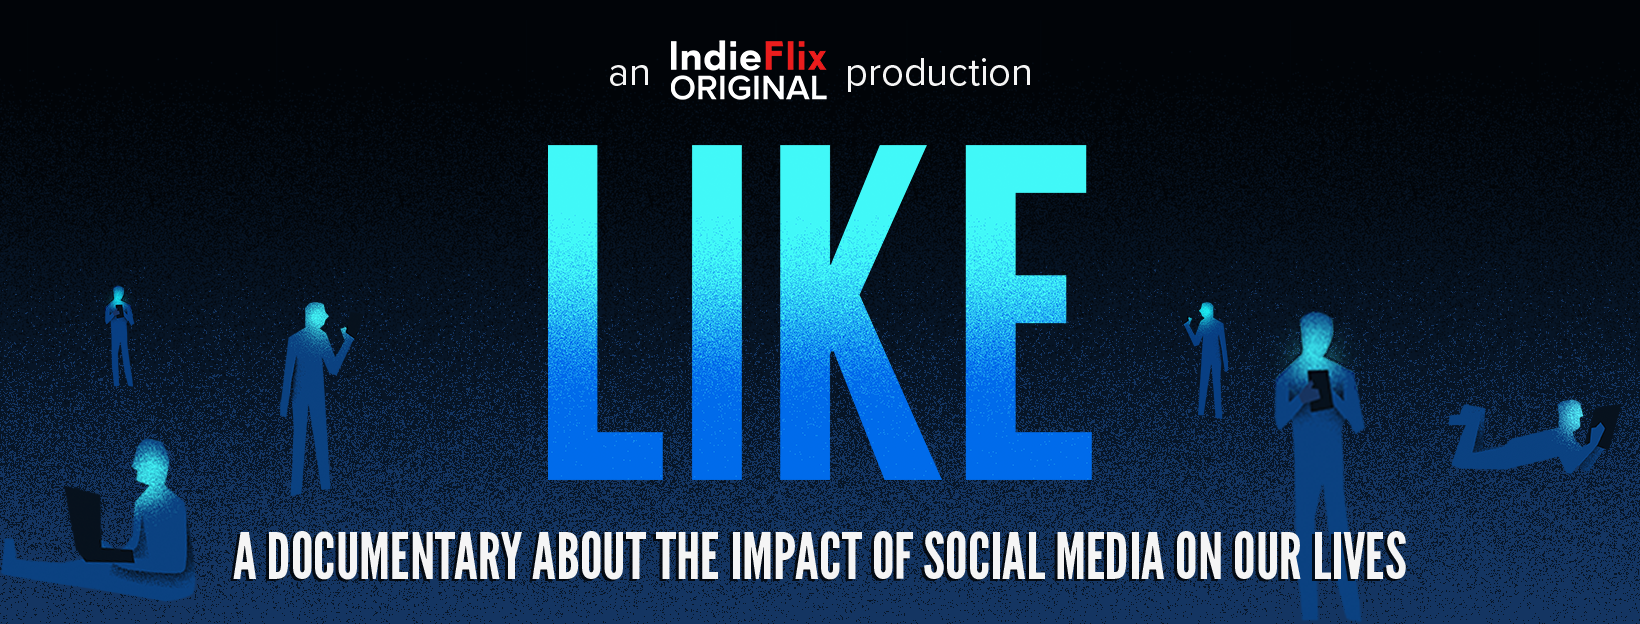 an IndieFlix ORIGINAL production
LIKE
A DOCUMENTARY ABOUT THE IMPACT OF SOCIAL MEDIA ON OUR LIVES